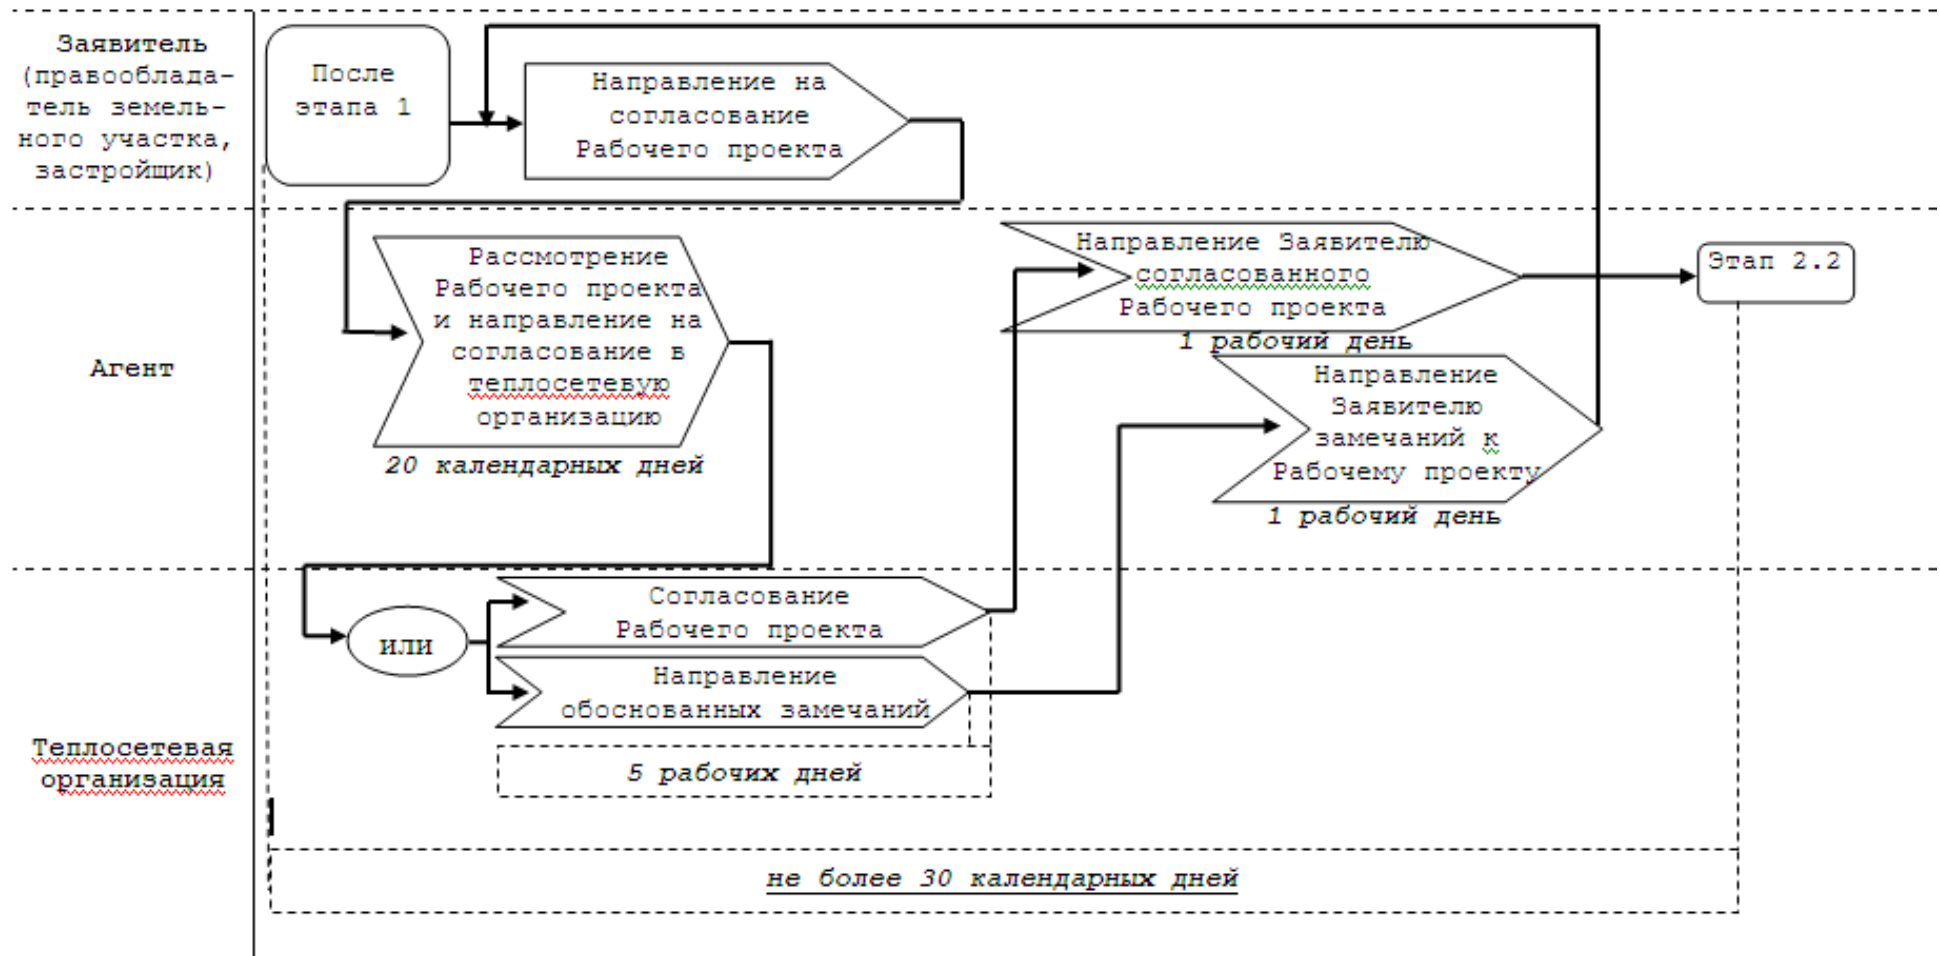 Заявитель
(правооблада-
тель земель-
ного участка,
застройщик)
После
этапа 1
Направление на
согласование
Рабочего проекта
Агент
Рассмотрение
Рабочего проекта
и направление на
согласование в
теплосетевую
организацию
20 календарных дней
Направление Заявителю
согласованного
Рабочего проекта
1 рабочий день
Этап 2.2
Направление
Заявителю
замечаний к
Рабочему проекту
1 рабочий день
Теплосетевая
организация
или
Согласование
Рабочего проекта
Направление
обоснованных замечаний
5 рабочих дней
не более 30 календарных дней